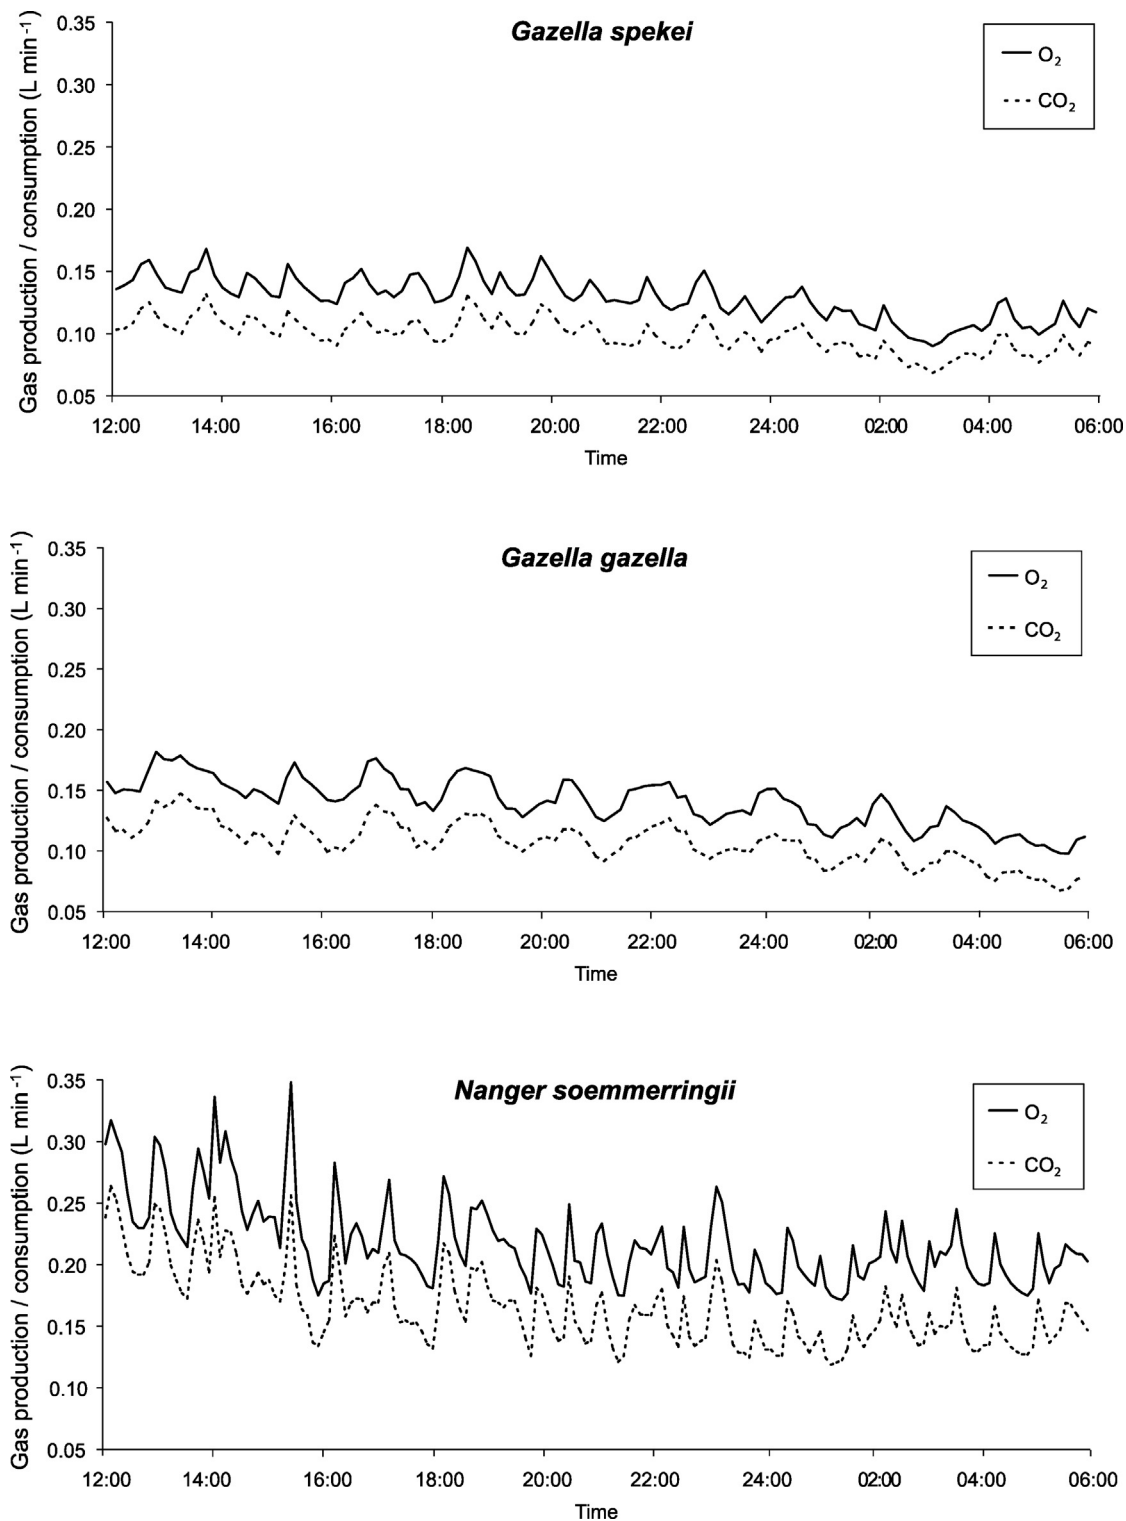 Gazella spekei
Gas production / consumption (L min⁻¹)
0.35
0.30
0.25
0.20
0.15
0.10
0.05
O₂
CO₂
12:00 14:00 16:00 18:00 20:00 22:00 24:00 02:00 04:00 06:00
Time
Gazella gazella
Gas production / consumption (L min⁻¹)
0.35
0.30
0.25
0.20
0.15
0.10
0.05
O₂
CO₂
12:00 14:00 16:00 18:00 20:00 22:00 24:00 02:00 04:00 06:00
Time
Nanger soemmerringii
Gas production / consumption (L min⁻¹)
0.35
0.30
0.25
0.20
0.15
0.10
0.05
O₂
CO₂
12:00 14:00 16:00 18:00 20:00 22:00 24:00 02:00 04:00 06:00
Time